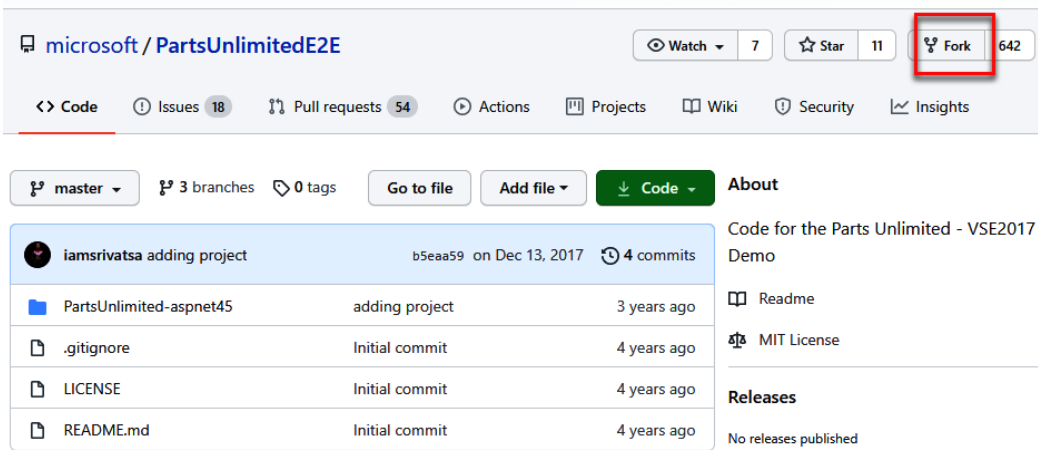 microsoft / PartsUnlimitedE2E Watch 7 Star 11 Fork 642
Code Issues 18 Pull requests 54 Actions Projects Wiki Security Insights
master 3 branches 0 tags Go to file Add file Code
iamsrivatsa adding project b5eaa59 on Dec 13, 2017 4 commits
PartsUnlimited-aspnet45 adding project 3 years ago
.gitignore Initial commit 4 years ago
LICENSE Initial commit 4 years ago
README.md Initial commit 4 years ago
About
Code for the Parts Unlimited - VSE2017
Demo
Readme
MIT License
Releases
No releases published